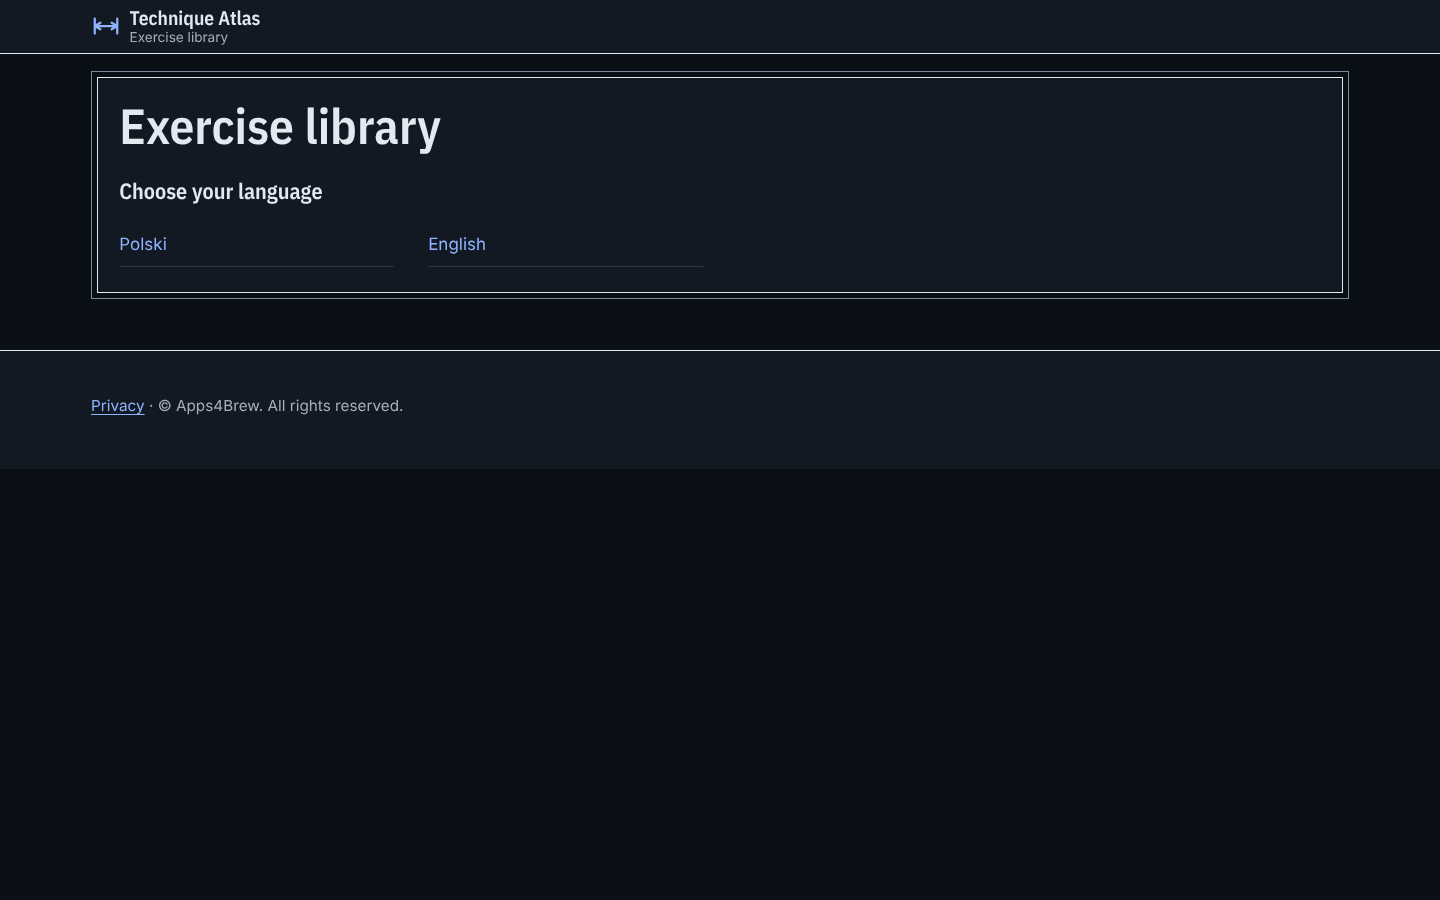 Technique Atlas
Exercise library
Exercise library
Choose your language
Polski
English
Privacy · © Apps4Brew. All rights reserved.